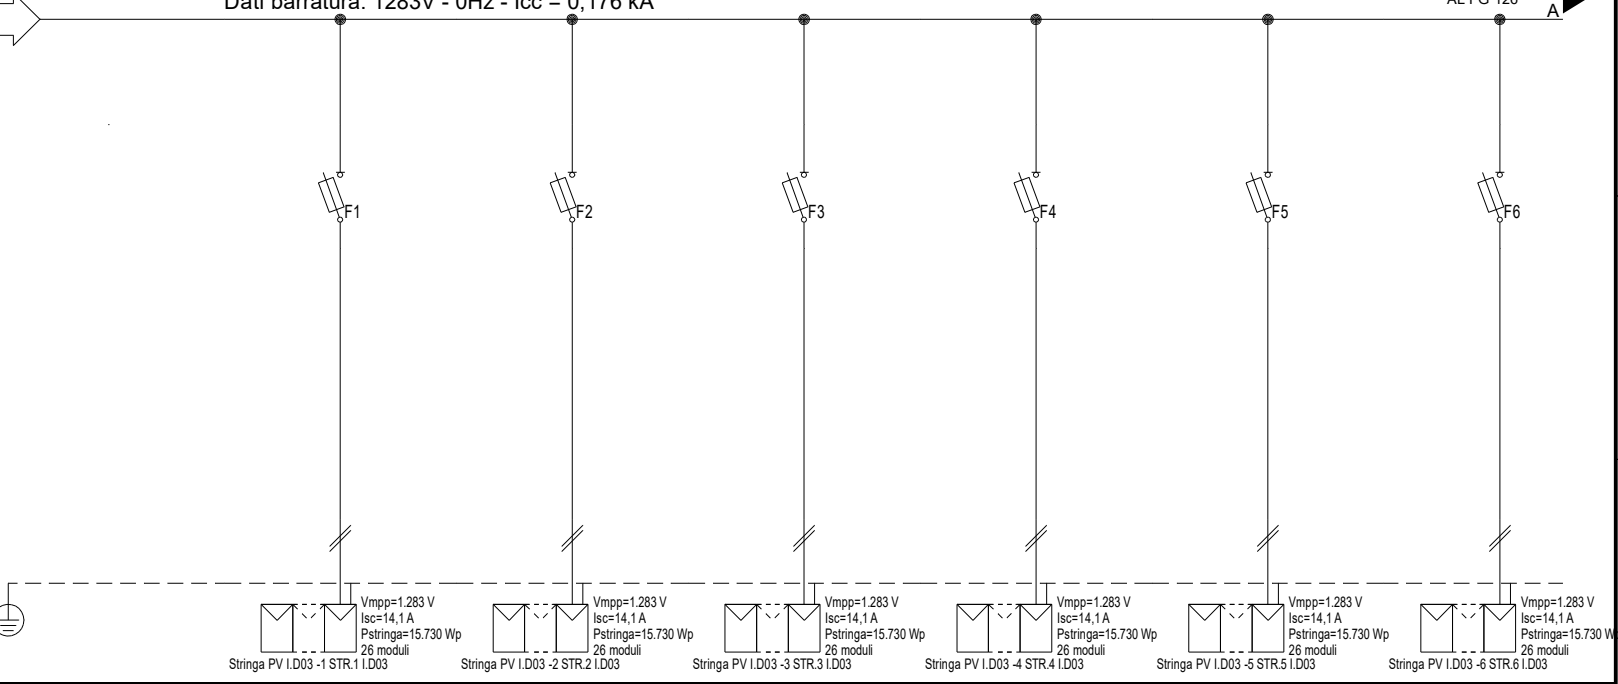 Dati barratura: 1283V - 0Hz - Icc = 0,176 kA
A
F1
F2
F3
F4
F5
F6
Vmpp=1.283 V
Isc=14,1 A
Pstringa=15.730 Wp
26 moduli
Stringa PV I.D03 -1 STR.1 I.D03
Vmpp=1.283 V
Isc=14,1 A
Pstringa=15.730 Wp
26 moduli
Stringa PV I.D03 -2 STR.2 I.D03
Vmpp=1.283 V
Isc=14,1 A
Pstringa=15.730 Wp
26 moduli
Stringa PV I.D03 -3 STR.3 I.D03
Vmpp=1.283 V
Isc=14,1 A
Pstringa=15.730 Wp
26 moduli
Stringa PV I.D03 -4 STR.4 I.D03
Vmpp=1.283 V
Isc=14,1 A
Pstringa=15.730 Wp
26 moduli
Stringa PV I.D03 -5 STR.5 I.D03
Vmpp=1.283 V
Isc=14,1 A
Pstringa=15.730 W
26 moduli
Stringa PV I.D03 -6 STR.6 I.D03